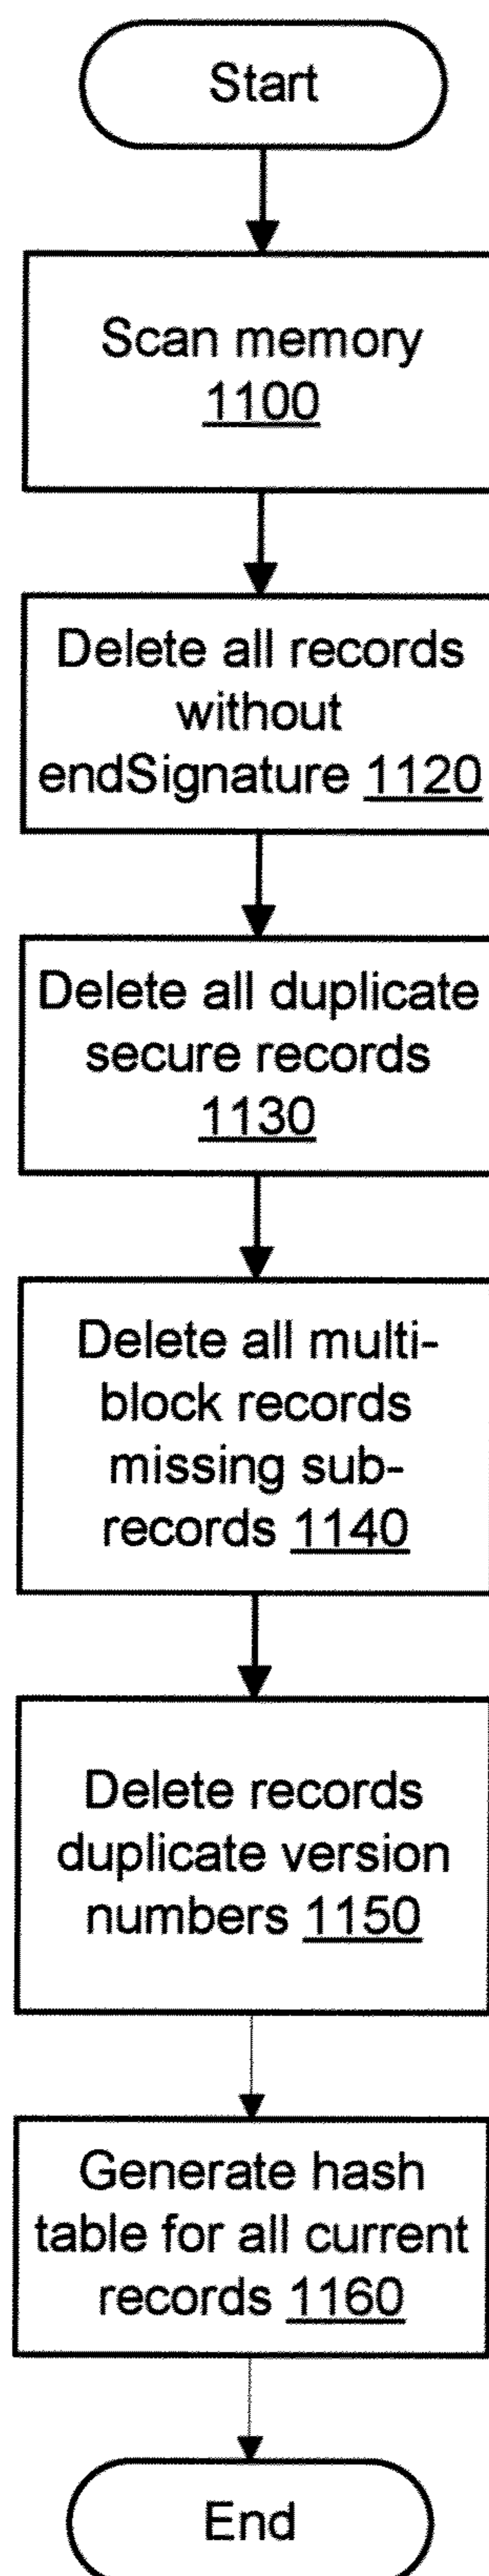 Start
Scan memory
1100
Delete all records
without
endSignature 1120
Delete all duplicate
secure records
1130
Delete all multi-
block records
missing sub-
records 1140
Delete records
duplicate version
numbers 1150
Generate hash
table for all current
records 1160
End